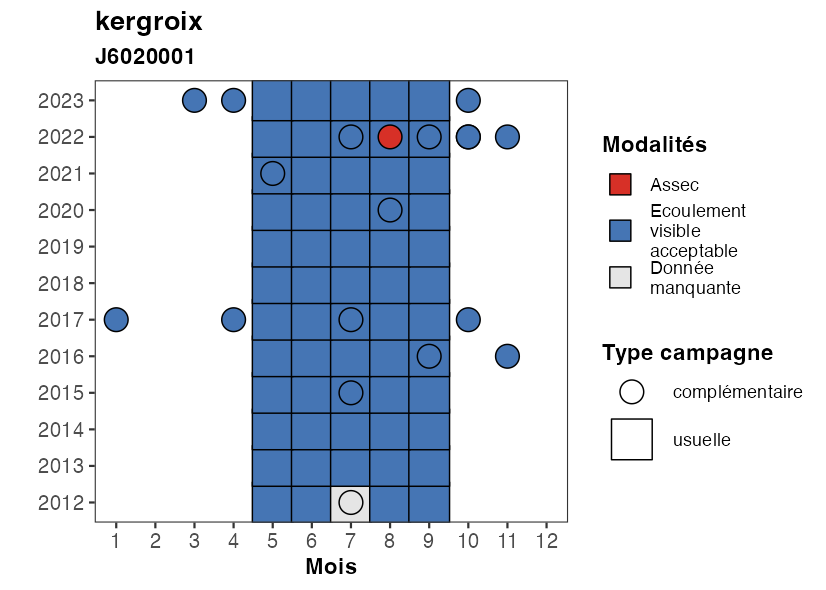 kergroix
J6020001
2023
2022
2021
2020
2019
2018
2017
2016
2015
2014
2013
2012
1 2 3 4 5 6 7 8 9 10 11 12
Mois
Modalités
Assec
Ecoulement
visible
acceptable
Donnée
manquante
Type campagne
complémentaire
usuelle